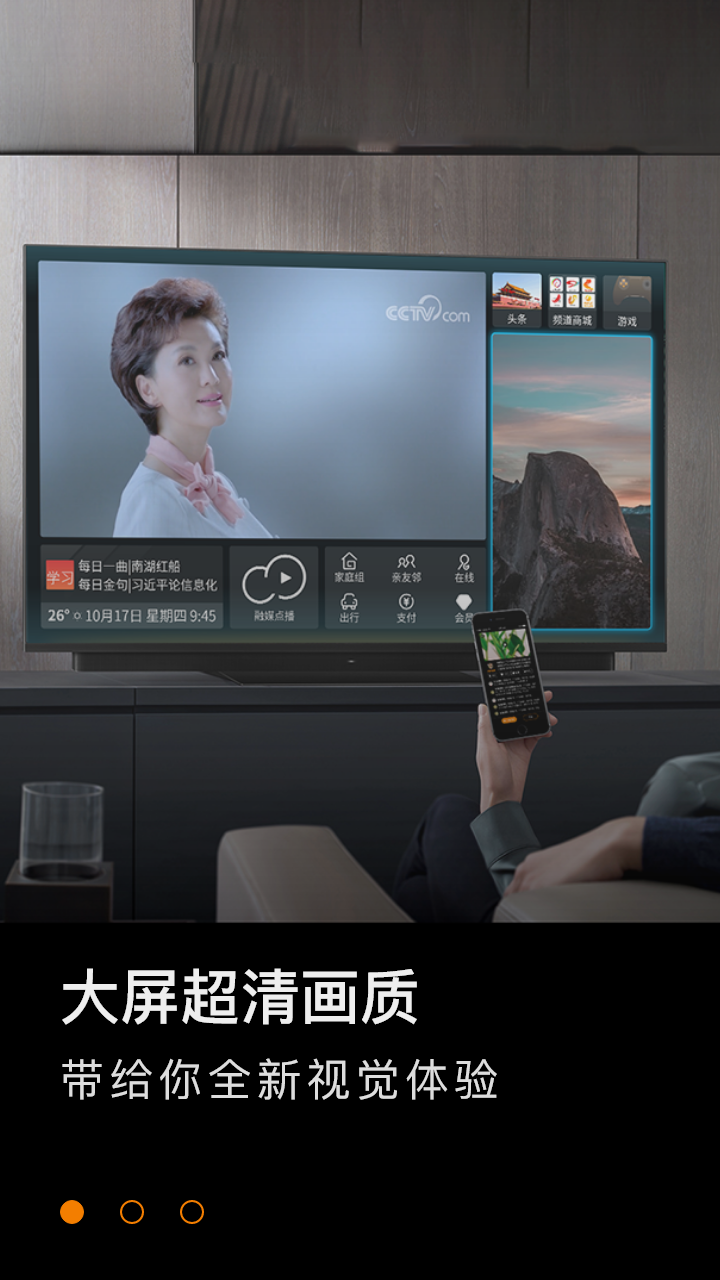 CCTV.com
头条
频道商城
游戏
学习
每日一曲|南湖红船
每日金句|习近平论信息化
26° 10月17日 星期四 9:45
融媒点播
家庭组
亲友邻
在线
出行
支付
会员
大屏超清画质
带给你全新视觉体验